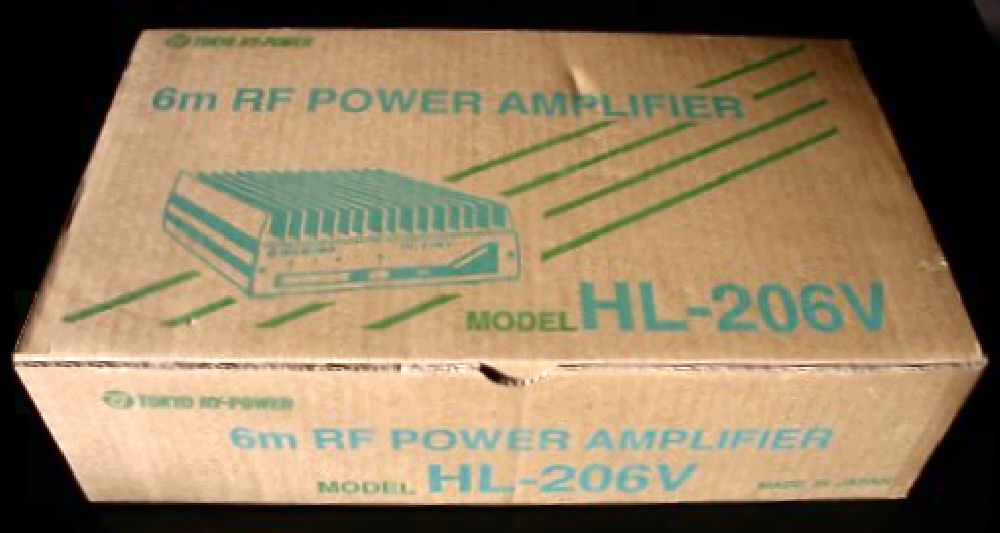 TOKYO HY-POWER
6m RF POWER AMPLIFIER
MODEL HL-206V
TOKYO HY-POWER
6m RF POWER AMPLIFIER
MODEL HL-206V
MADE IN JAPAN